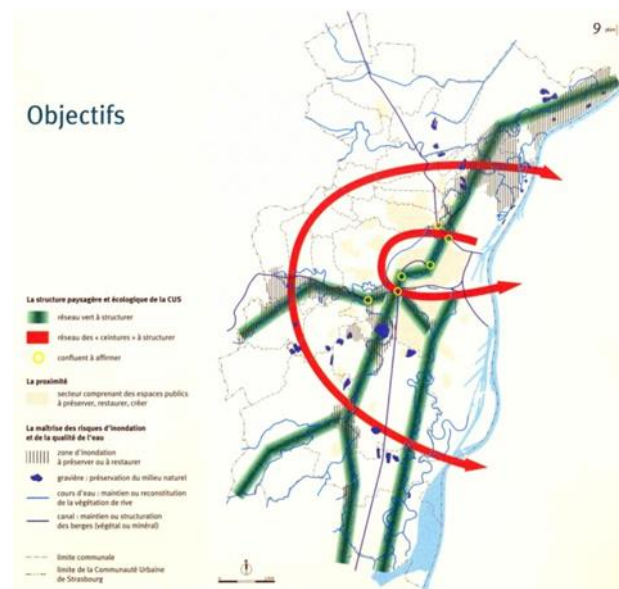 9 plan
Objectifs
La structure paysagère et écologique de la CUS
réseau vert à structurer
réseau des « ceintures » à structurer
confluent à affirmer
La proximité
secteur comprenant des espaces publics
à préserver, restaurer, créer
La maîtrise des risques d'inondation
et de la qualité de l'eau
zone d'inondation
à préserver ou à restaurer
gravière : préservation du milieu naturel
cours d'eau : maintien ou reconstitution
de la végétation de rive
canal : maintien ou structuration
des berges (végétal ou minéral)
limite communale
limite de la Communauté Urbaine
de Strasbourg